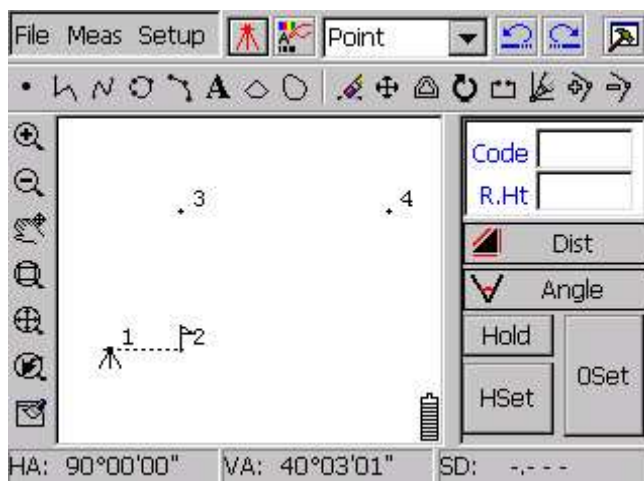 File Meas Setup Point
A
Code
R.Ht
3 4
Dist
Angle
1 2
Hold
HSet 0Set
HA: 90°00'00" VA: 40°03'01" SD: -.---